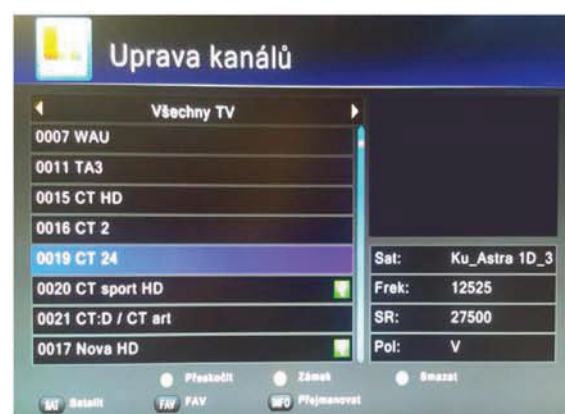 Uprava kanálů
Všechny TV
0007 WAU
0011 TA3
0015 CT HD
0016 CT 2
0019 CT 24
0020 CT sport HD
0021 CT:D / CT art
0017 Nova HD
Sat: Ku_Astra 1D_3
Frek: 12525
SR: 27500
Pol: V
Přeskočit Zámek Smazat
SAT Satelit FAV FAV INFO Přejmanovat